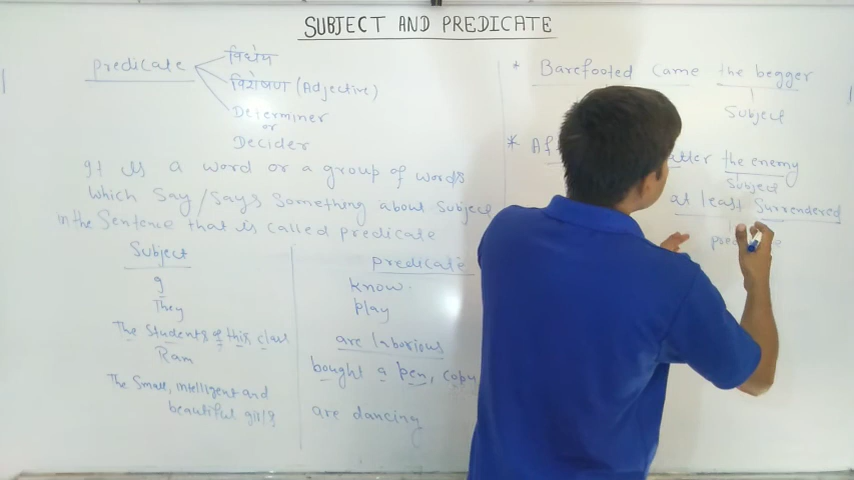 SUBJECT AND PREDICATE
predicate
विधेय
विशेषण (Adjective)
Determiner
or
Decider
It is a word or a group of words
which Say/Says Something about Subject
in the Sentence that is called predicate
Subject
I
They
The Students of this class
Ram
The Small, intelligent and
beautiful girls
predicate
know.
play
are laborious
bought a pen, copy
are dancing
* Barefooted came the begger
Subject
* Af
the enemy
Subject
at least Surrendered